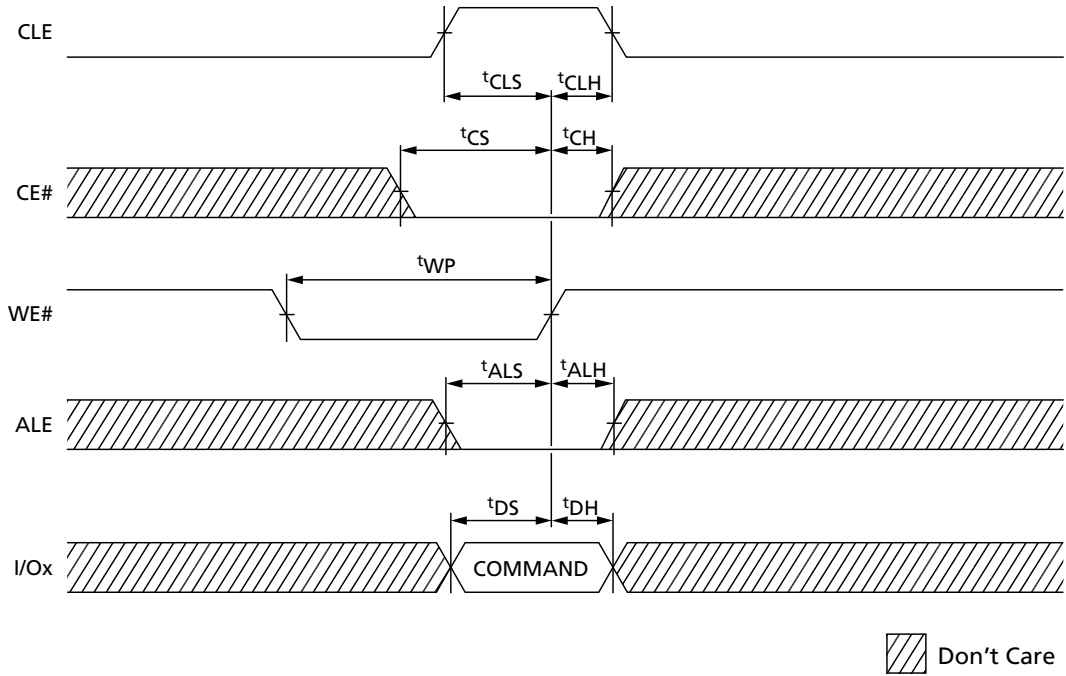 CLE
tCLS
tCLH
tCS
tCH
CE#
tWP
WE#
tALS
tALH
ALE
tDS
tDH
I/Ox
COMMAND
Don't Care